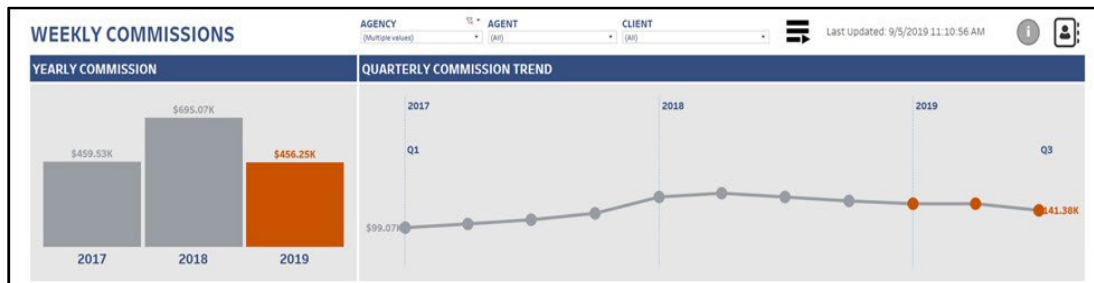 WEEKLY COMMISSIONS
AGENCY
(Multiple values)
AGENT
(All)
CLIENT
(All)
Last Updated: 9/5/2019 11:10:56 AM
i
YEARLY COMMISSION
$459.53K
$695.07K
$456.25K
2017
2018
2019
QUARTERLY COMMISSION TREND
2017
2018
2019
Q1
Q3
$99.07K
$141.38K